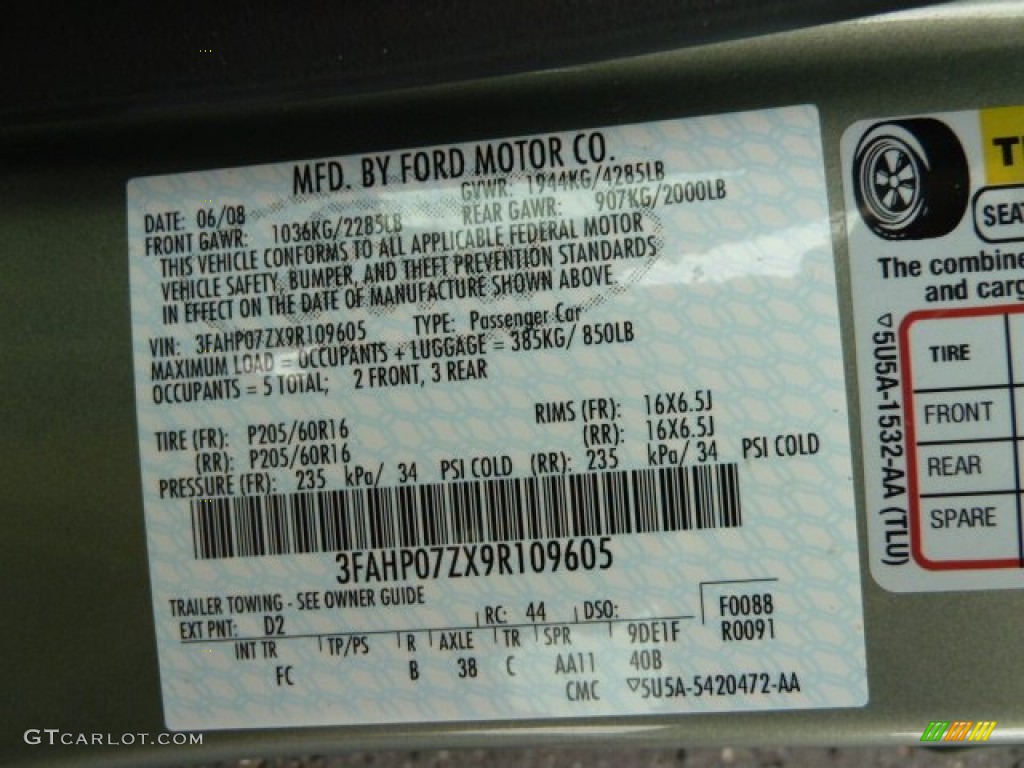 MFD. BY FORD MOTOR CO.
DATE: 06/08 GVWR: 1944KG/4285LB
FRONT GAWR: 1036KG/2285LB REAR GAWR: 907KG/2000LB
THIS VEHICLE CONFORMS TO ALL APPLICABLE FEDERAL MOTOR
VEHICLE SAFETY, BUMPER, AND THEFT PREVENTION STANDARDS
IN EFFECT ON THE DATE OF MANUFACTURE SHOWN ABOVE.
VIN: 3FAHP07ZX9R109605 TYPE: Passenger Car
MAXIMUM LOAD = OCCUPANTS + LUGGAGE = 385KG/ 850LB
OCCUPANTS = 5 TOTAL; 2 FRONT, 3 REAR
TIRE (FR): P205/60R16 RIMS (FR): 16X6.5J
(RR): P205/60R16 (RR): 16X6.5J
PRESSURE (FR): 235 kPa/ 34 PSI COLD (RR): 235 kPa/ 34 PSI COLD
3FAHP07ZX9R109605
TRAILER TOWING - SEE OWNER GUIDE
EXT PNT: D2 RC: 44 DSO: F0088
INT TR TP/PS R AXLE TR SPR 9DE1F R0091
FC B 38 C AA11 40B
CMC 5U5A-5420472-AA
SEAT
The combine
and carg
TIRE
FRONT
REAR
SPARE
5U5A-1532-AA (TLU)
GTCARLOT.COM